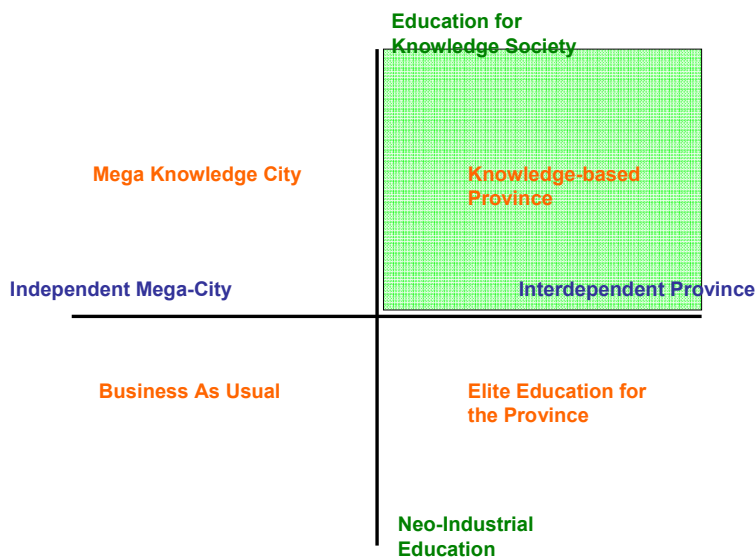 Education for
Knowledge Society
Mega Knowledge City
Knowledge-based
Province
Independent Mega-City
Interdependent Province
Business As Usual
Elite Education for
the Province
Neo-Industrial
Education